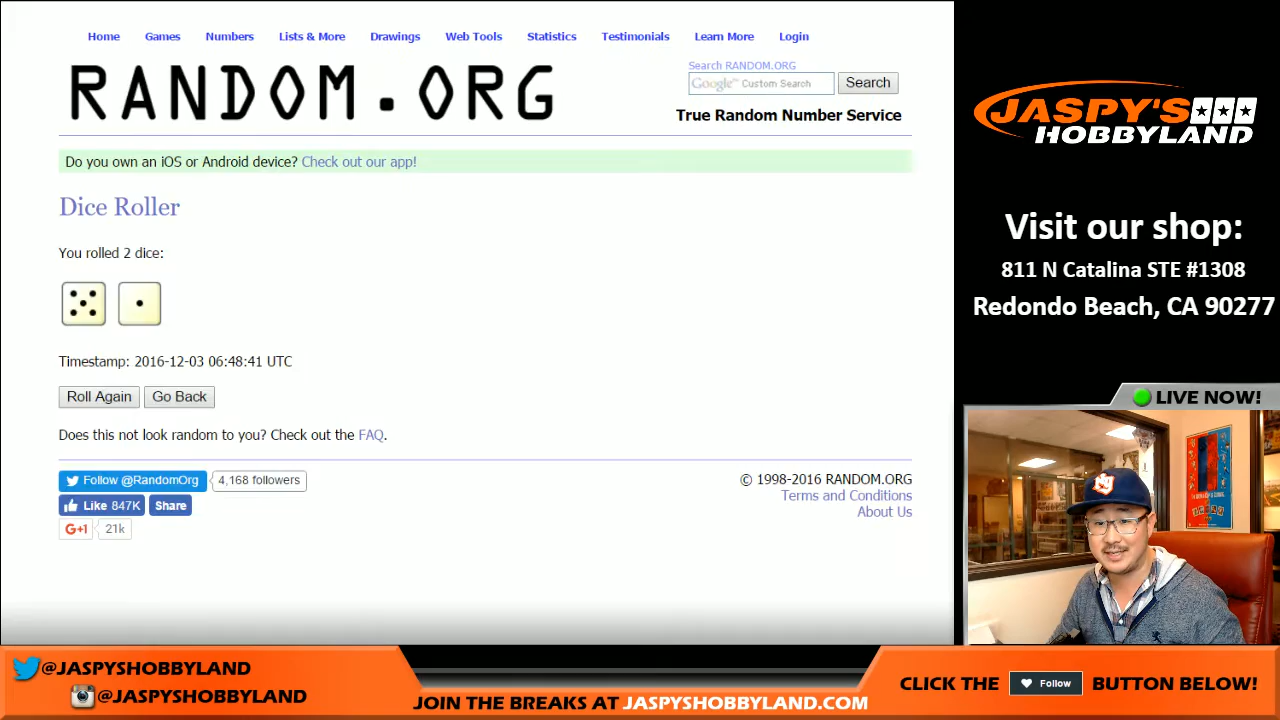 Home Games Numbers Lists & More Drawings Web Tools Statistics Testimonials Learn More Login
RANDOM.ORG
Search RANDOM.ORG
Google™ Custom Search
Search
True Random Number Service
Do you own an iOS or Android device? Check out our app!
Dice Roller
You rolled 2 dice:
Timestamp: 2016-12-03 06:48:41 UTC
Roll Again Go Back
Does this not look random to you? Check out the FAQ.
Follow @RandomOrg 4,168 followers
Like 847K Share
G+1 21k
© 1998-2016 RANDOM.ORG
Terms and Conditions
About Us
JASPY'S
HOBBYLAND
Visit our shop:
811 N Catalina STE #1308
Redondo Beach, CA 90277
LIVE NOW!
@JASPYSHOBBYLAND
@JASPYSHOBBYLAND
JOIN THE BREAKS AT JASPYSHOBBYLAND.COM
CLICK THE Follow BUTTON BELOW!